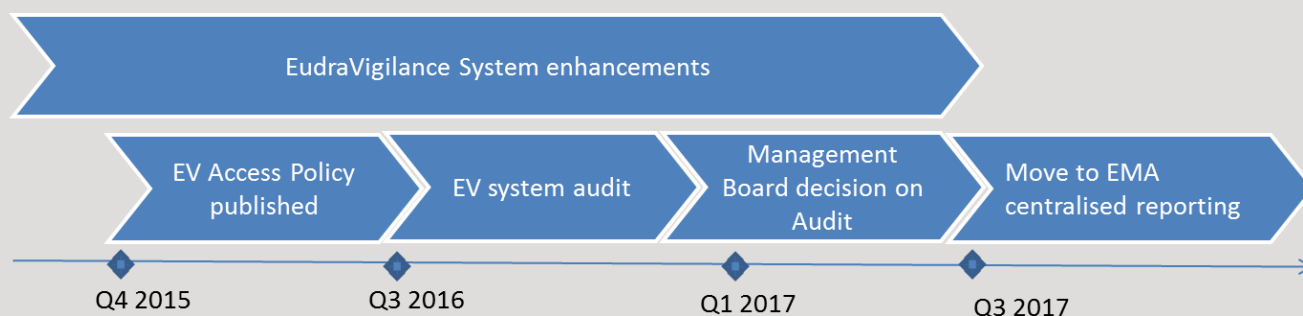 EudraVigilance System enhancements
EV Access Policy
published
EV system audit
Management
Board decision on
Audit
Move to EMA
centralised reporting
Q4 2015
Q3 2016
Q1 2017
Q3 2017